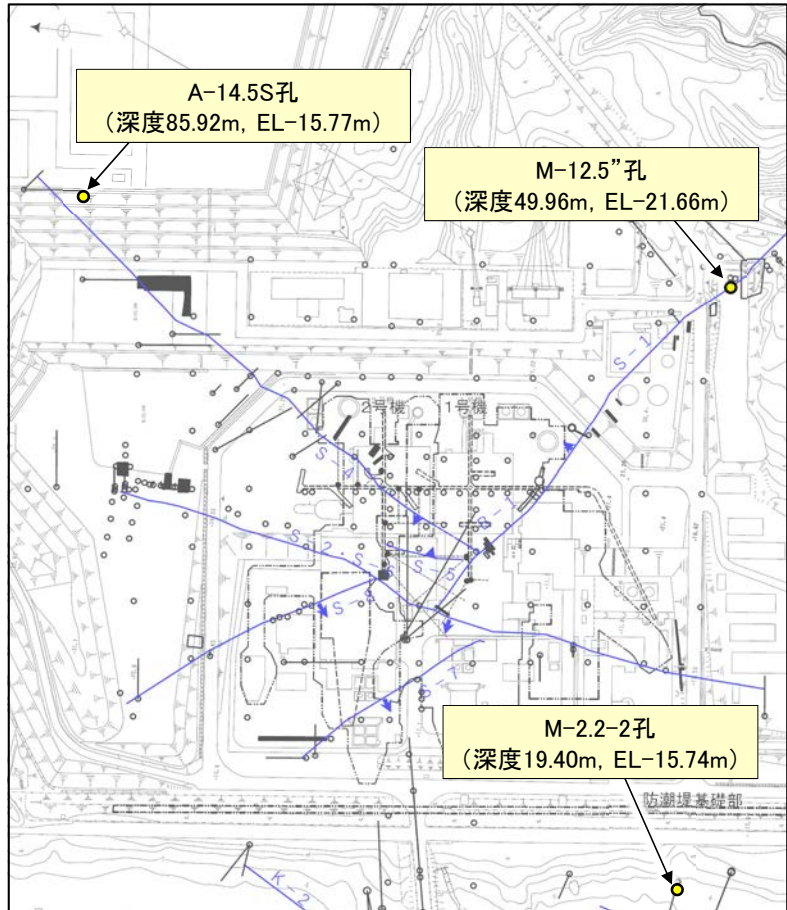 A-14.5S孔
（深度85.92m，EL-15.77m）
M-12.5”孔
（深度49.96m，EL-21.66m）
S-1
2号機
1号機
S-4
S-1
S-2・S-6
S-5
S-8
S-7
M-2.2-2孔
（深度19.40m，EL-15.74m）
防潮堤基礎部
K-2